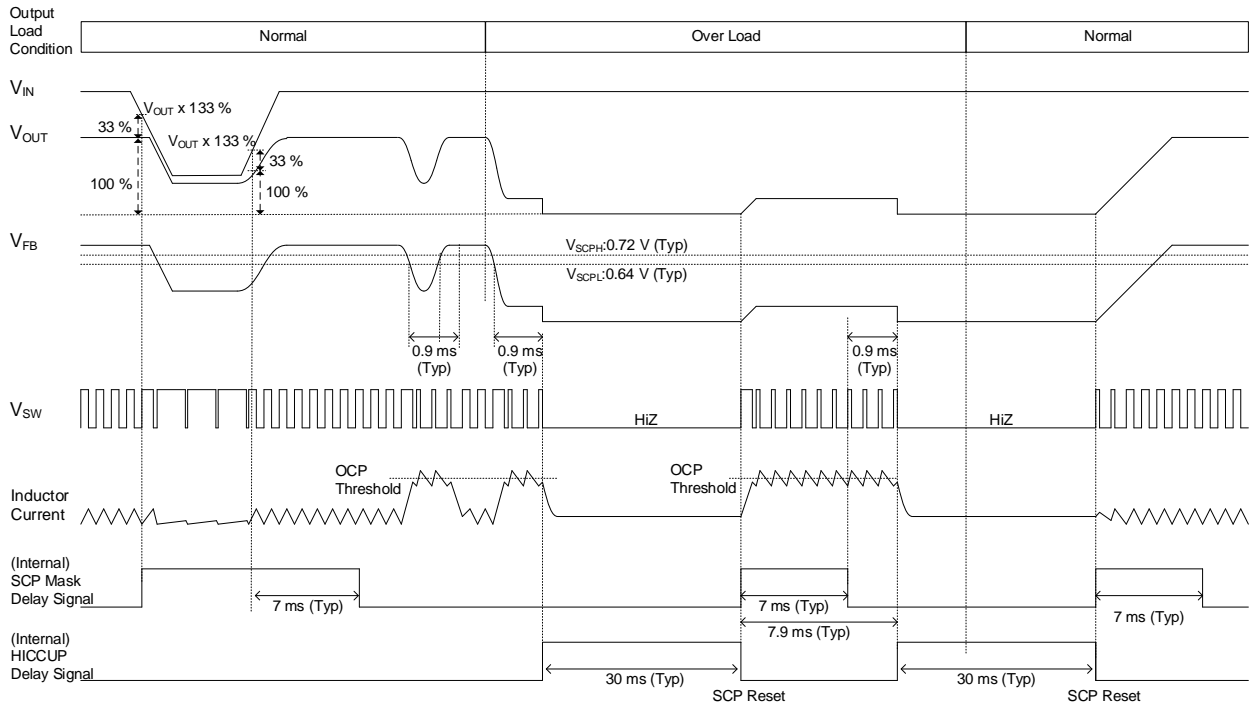 Output
Load
Condition
Normal
Over Load
Normal
VIN
VOUT x 133 %
33 %
VOUT
VOUT x 133 %
33 %
100 %
100 %
VFB
VSCPH:0.72 V (Typ)
VSCPL:0.64 V (Typ)
0.9 ms
(Typ)
0.9 ms
(Typ)
0.9 ms
(Typ)
VSW
HiZ
HiZ
OCP
Threshold
OCP
Threshold
Inductor
Current
(Internal)
SCP Mask
Delay Signal
7 ms (Typ)
7 ms (Typ)
7 ms (Typ)
7.9 ms (Typ)
(Internal)
HICCUP
Delay Signal
30 ms (Typ)
30 ms (Typ)
SCP Reset
SCP Reset